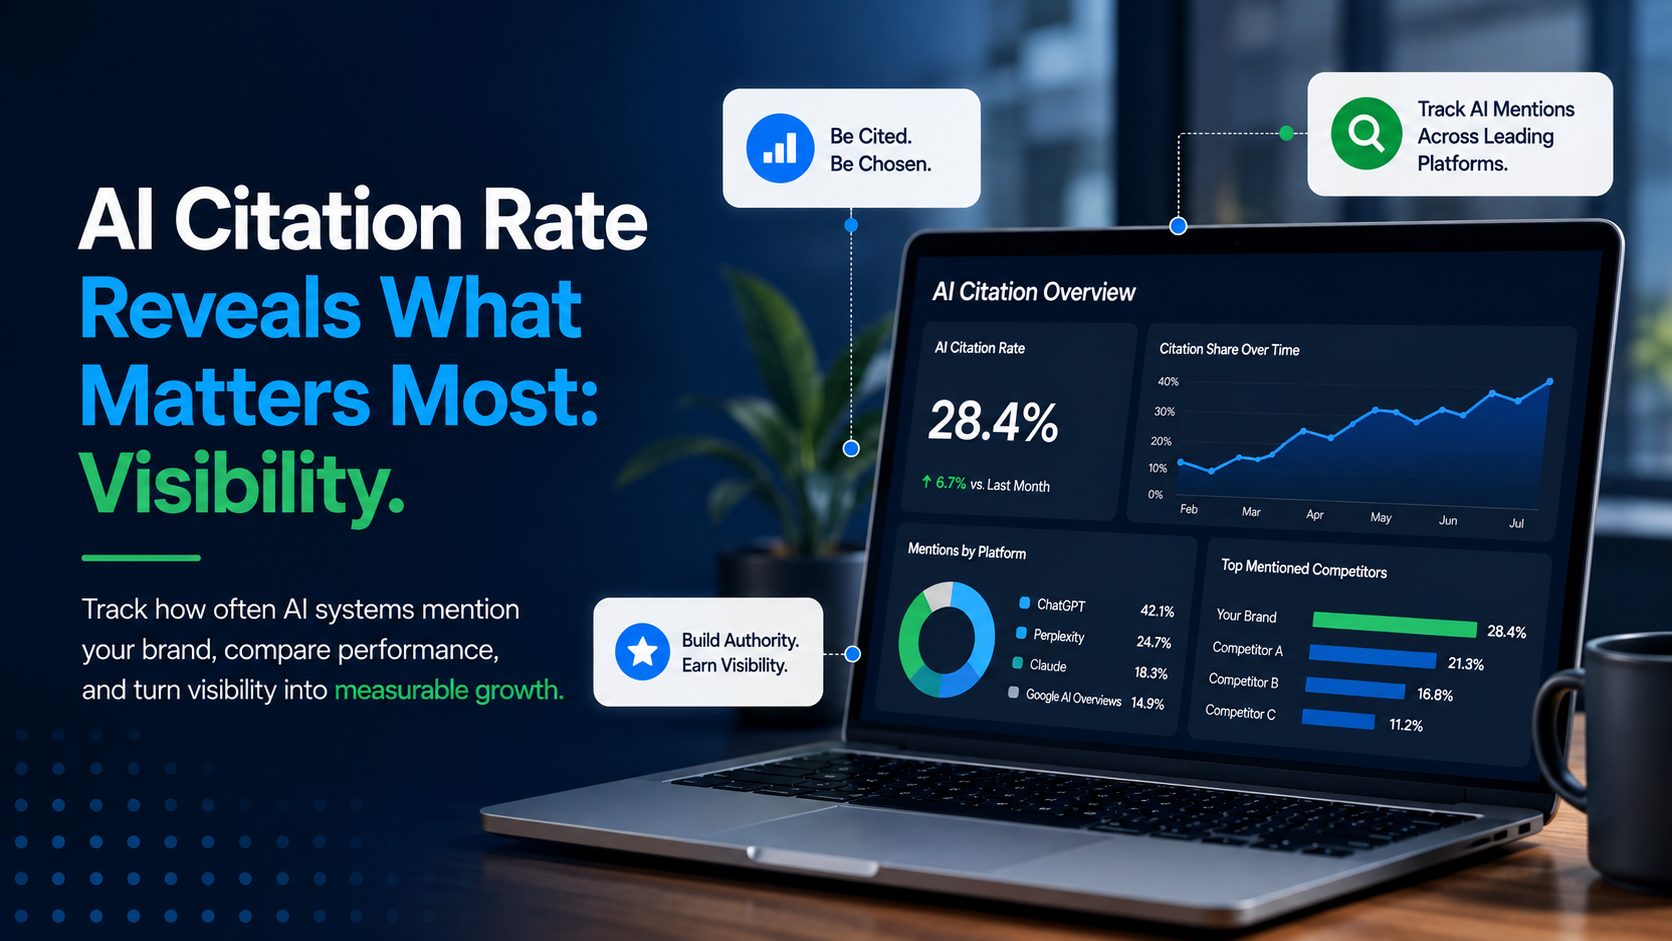 AI Citation Rate
Reveals What
Matters Most:
Visibility.
Track how often AI systems mention
your brand, compare performance,
and turn visibility into measurable growth.
Be Cited.
Be Chosen.
Track AI Mentions
Across Leading
Platforms.
Build Authority.
Earn Visibility.
AI Citation Overview
AI Citation Rate
28.4%
↑ 6.7% vs. Last Month
Citation Share Over Time
40%
30%
20%
10%
0%
Feb Mar Apr May Jun Jul
Mentions by Platform
ChatGPT 42.1%
Perplexity 24.7%
Claude 18.3%
Google AI Overviews 14.9%
Top Mentioned Competitors
Your Brand 28.4%
Competitor A 21.3%
Competitor B 16.8%
Competitor C 11.2%